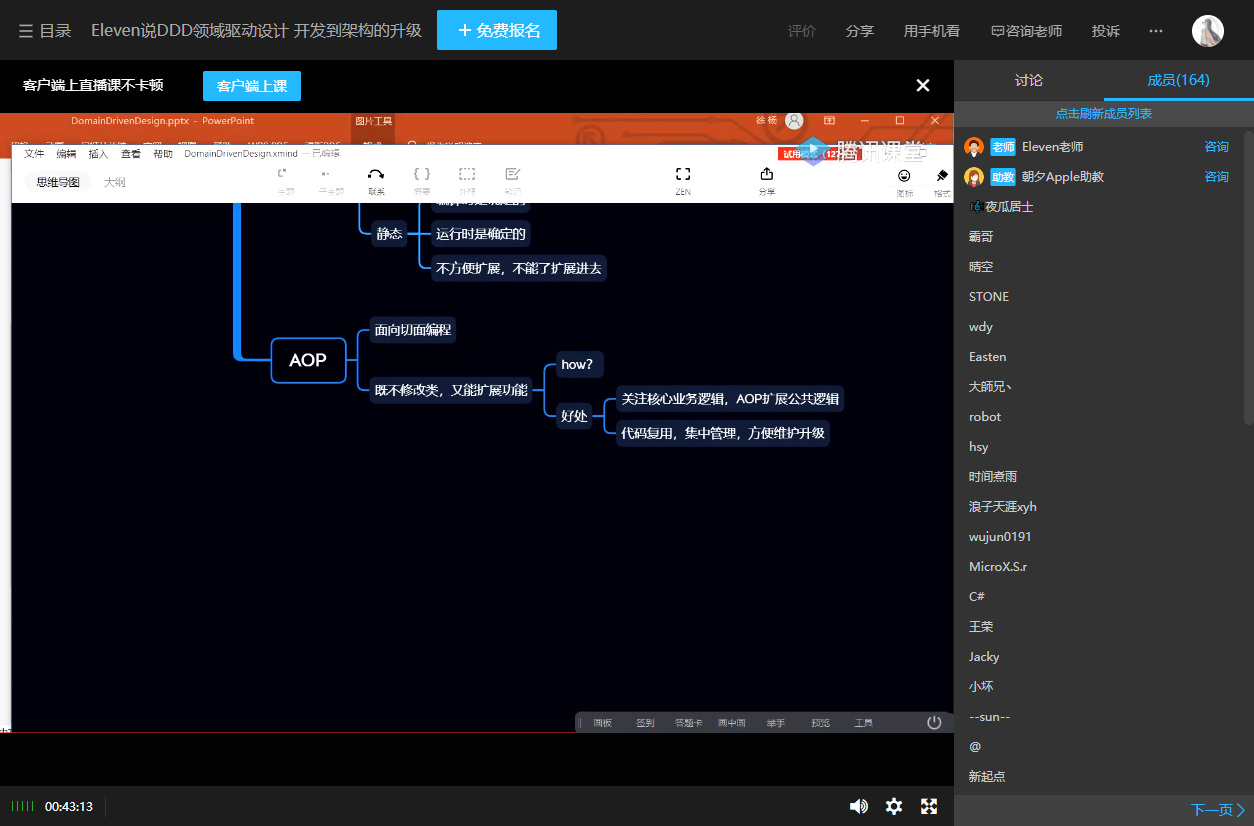 目录
Eleven说DDD领域驱动设计 开发到架构的升级
+ 免费报名
评价
分享
用手机看
咨询老师
投诉
客户端上直播课不卡顿
客户端上课
DomainDrivenDesign.pptx - PowerPoint
图片工具
徐 杨
文件 编辑 插入 查看 帮助 DomainDrivenDesign.xmind — 已编辑
腾讯课堂
思维导图
大纲
主题
子主题
联系
概要
外框
笔记
ZEN
分享
图标
格式
静态
运行时是确定的
不方便扩展，不能了扩展进去
AOP
面向切面编程
既不修改类，又能扩展功能
how?
好处
关注核心业务逻辑，AOP扩展公共逻辑
代码复用，集中管理，方便维护升级
画板
签到
答题卡
画中画
举手
预览
工具
00:43:13
讨论
成员(164)
点击刷新成员列表
老师 Eleven老师 咨询
助教 朝夕Apple助教 咨询
夜瓜居士
霸哥
晴空
STONE
wdy
Easten
大師兄丶
robot
hsy
时间煮雨
浪子天涯xyh
wujun0191
MicroX.S.r
C#
王荣
Jacky
小坏
--sun--
@
新起点
下一页